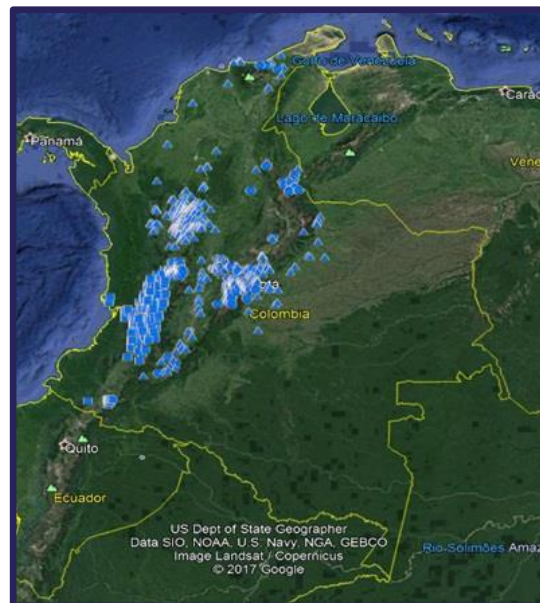 Golfo de Venezuela
Carac
Lago de Maracaibo
Panamá
Vene
Colombia
Quito
Ecuador
US Dept of State Geographer
Data SIO, NOAA, U.S. Navy, NGA, GEBCO
Image Landsat / Copernicus
© 2017 Google
Rio Solimões Amaz